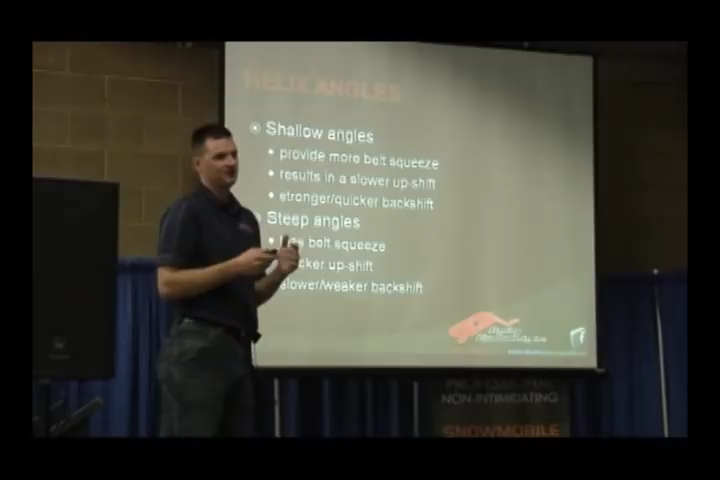 HELIX ANGLES
Shallow angles
• provide more belt squeeze
• results in a slower up-shift
• stronger/quicker backshift
Steep angles
• belt squeeze
up-shift
slower/weaker backshift
PROFESSIONAL
NON-INTIMIDATING
SNOWMOBILE